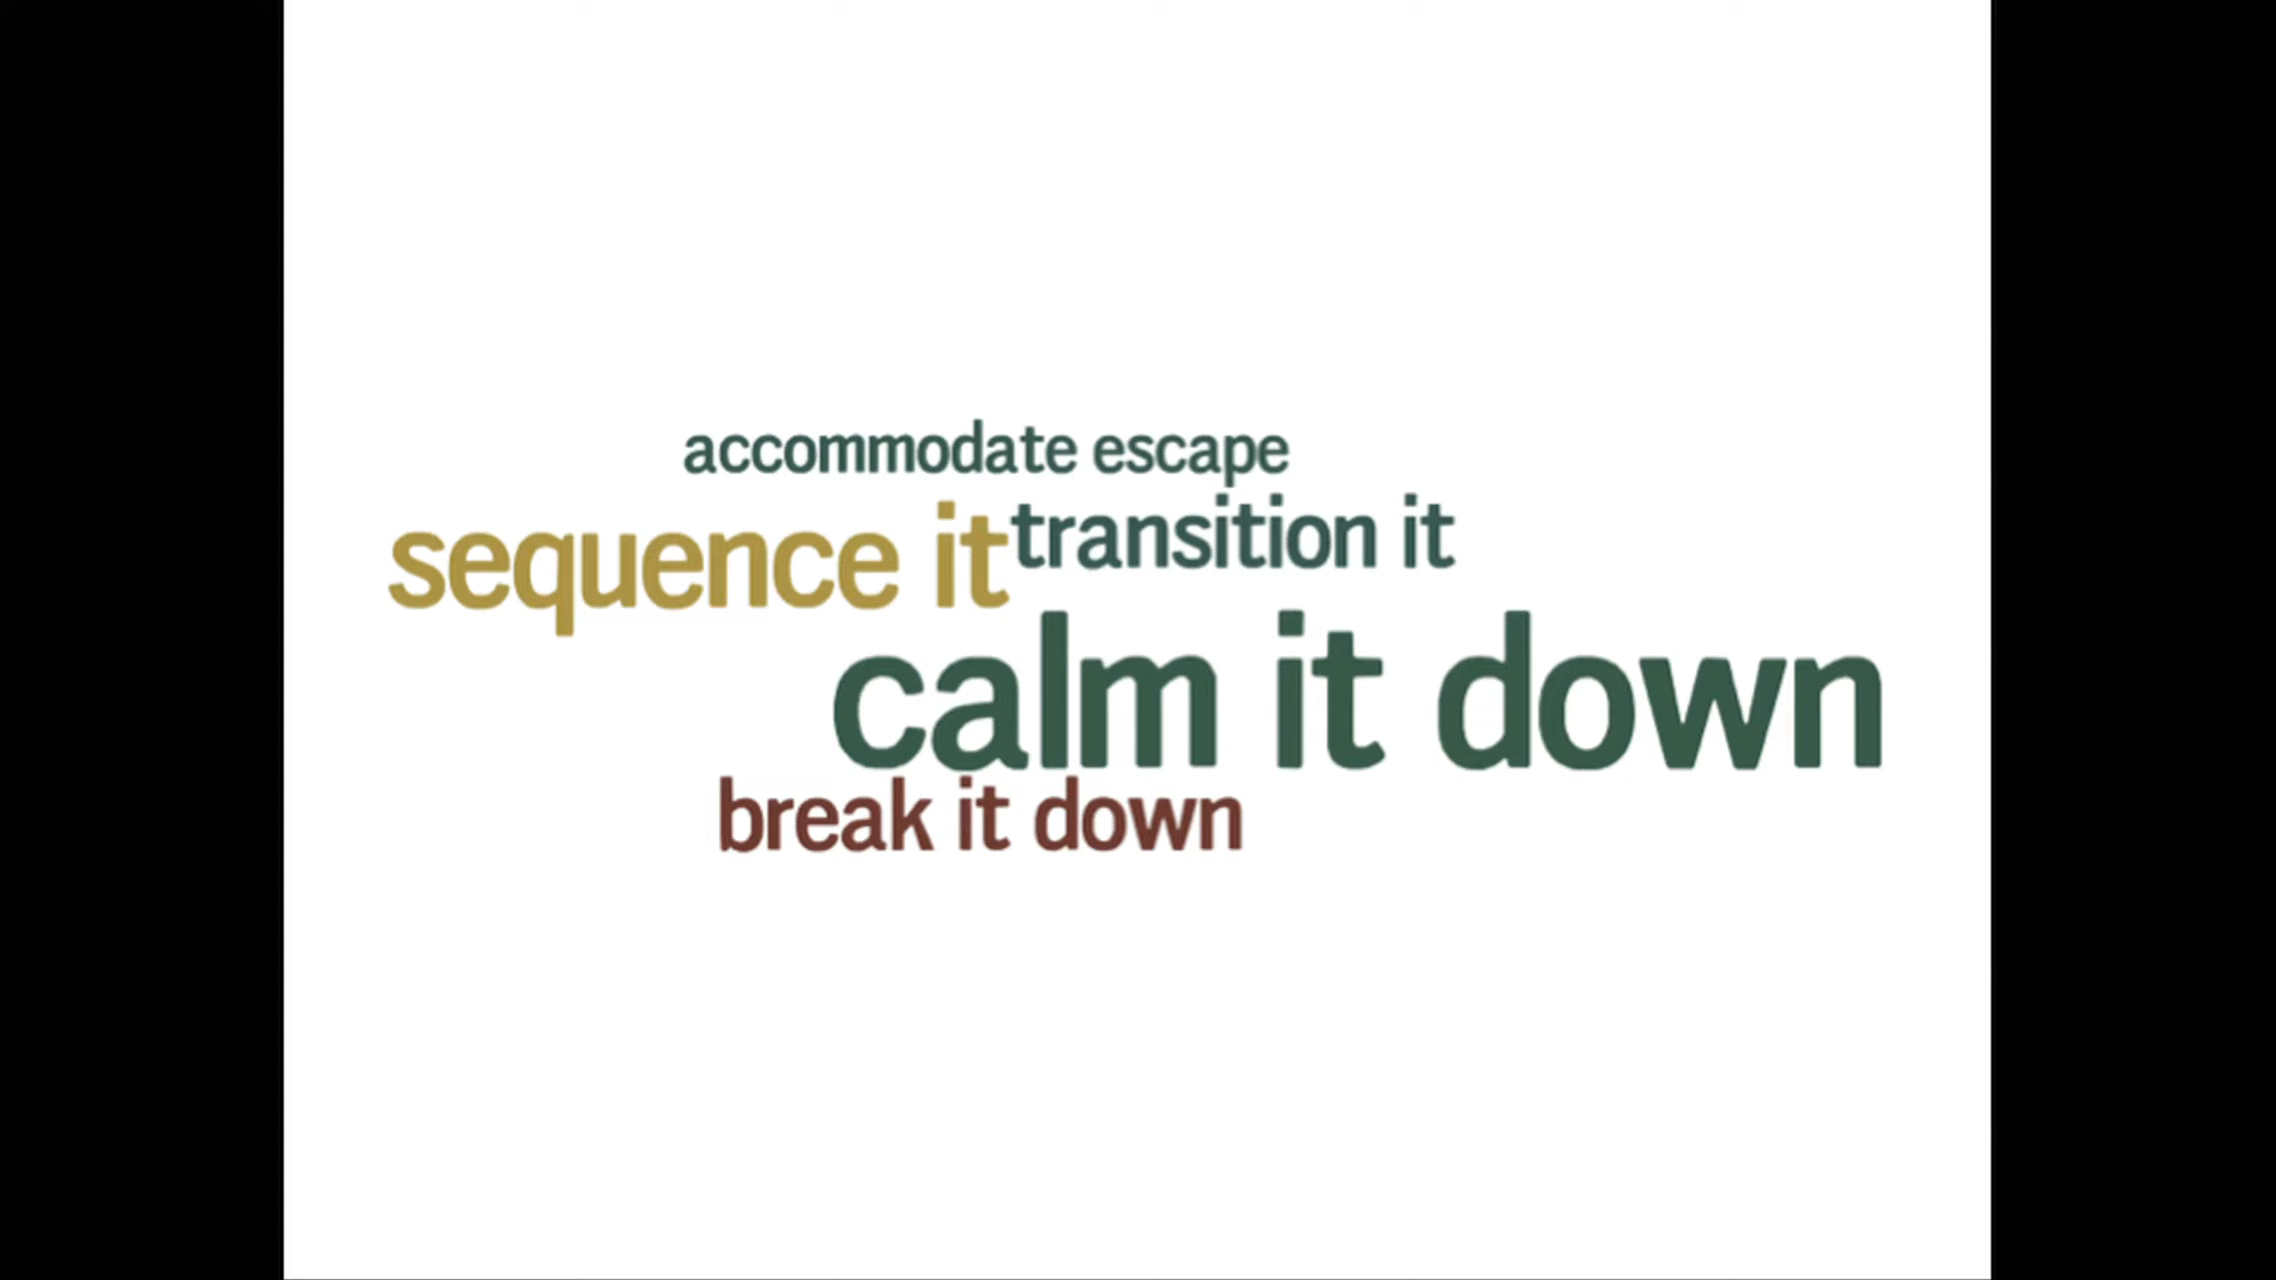 accommodate escape
sequence it
transition it
calm it down
break it down